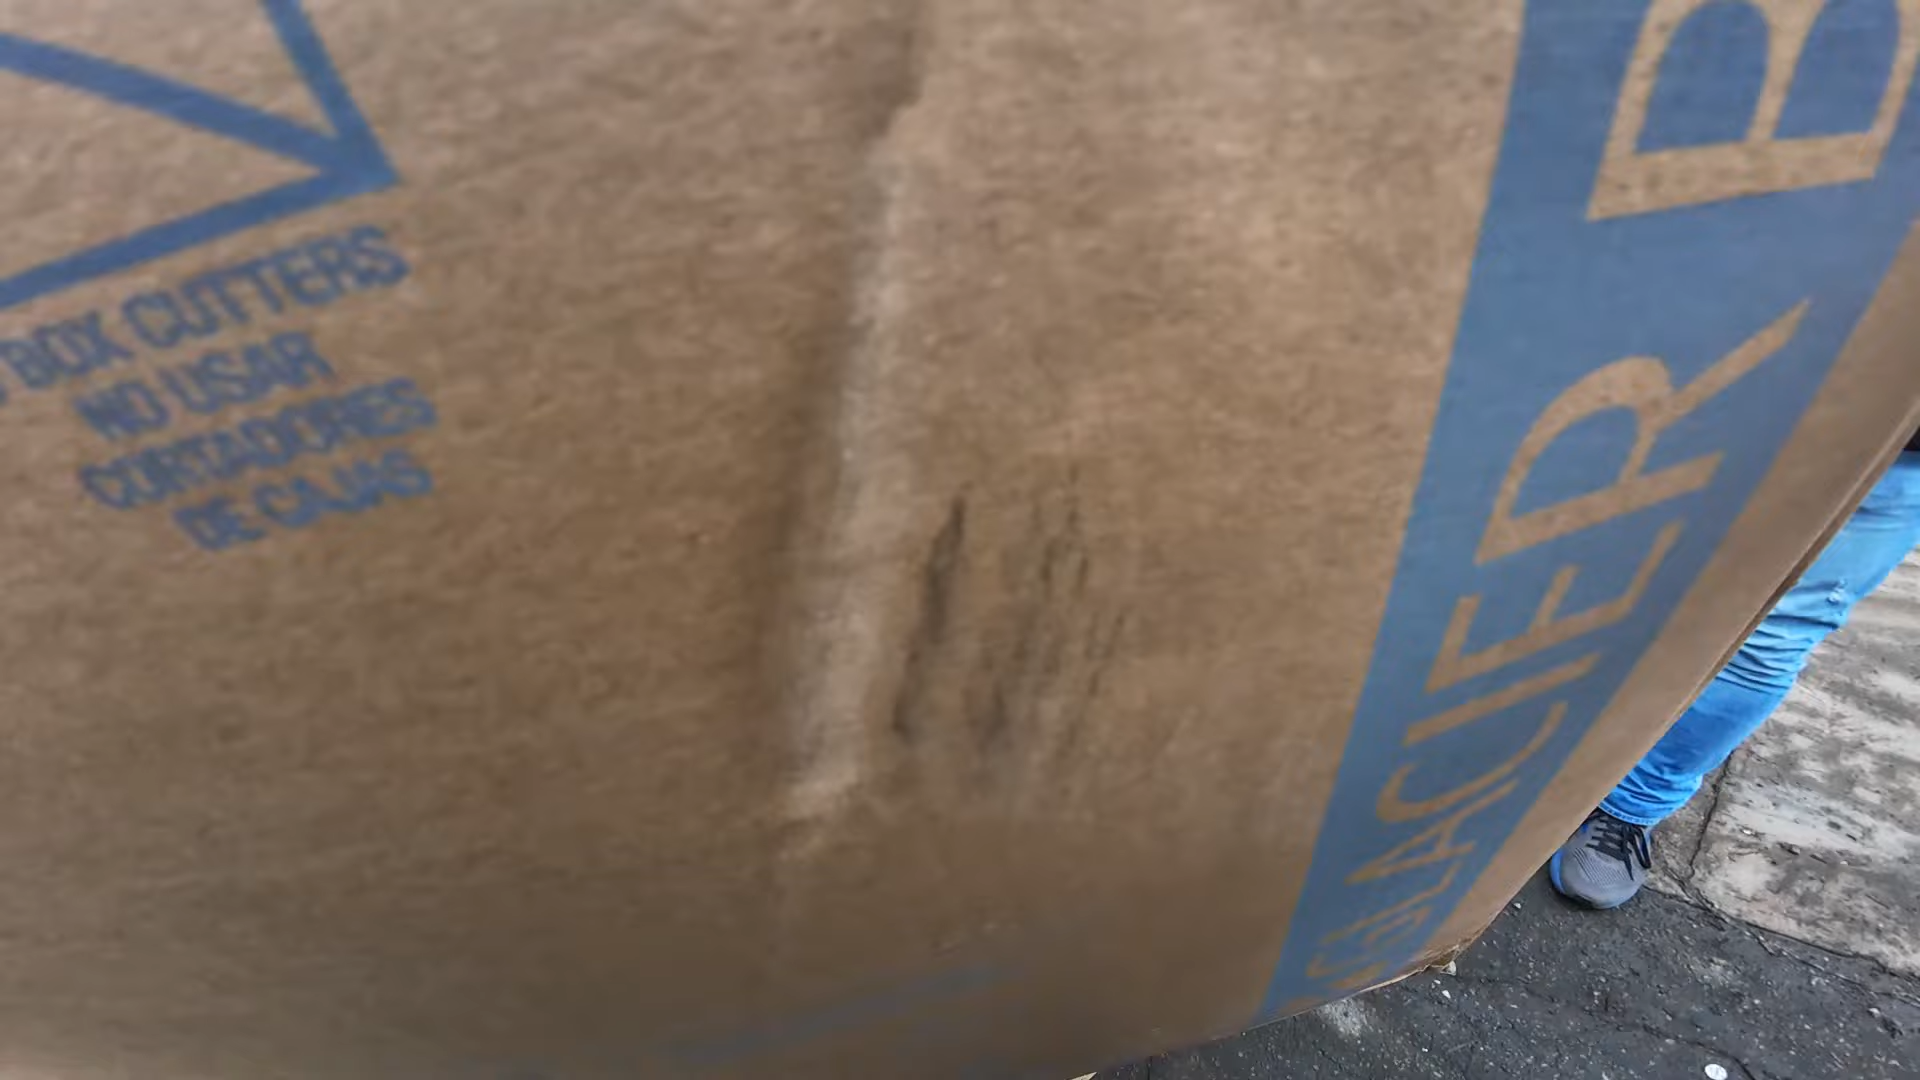 BOX CUTTERS
NO USAR
CORTADORES
DE CAJAS
GLACIER B